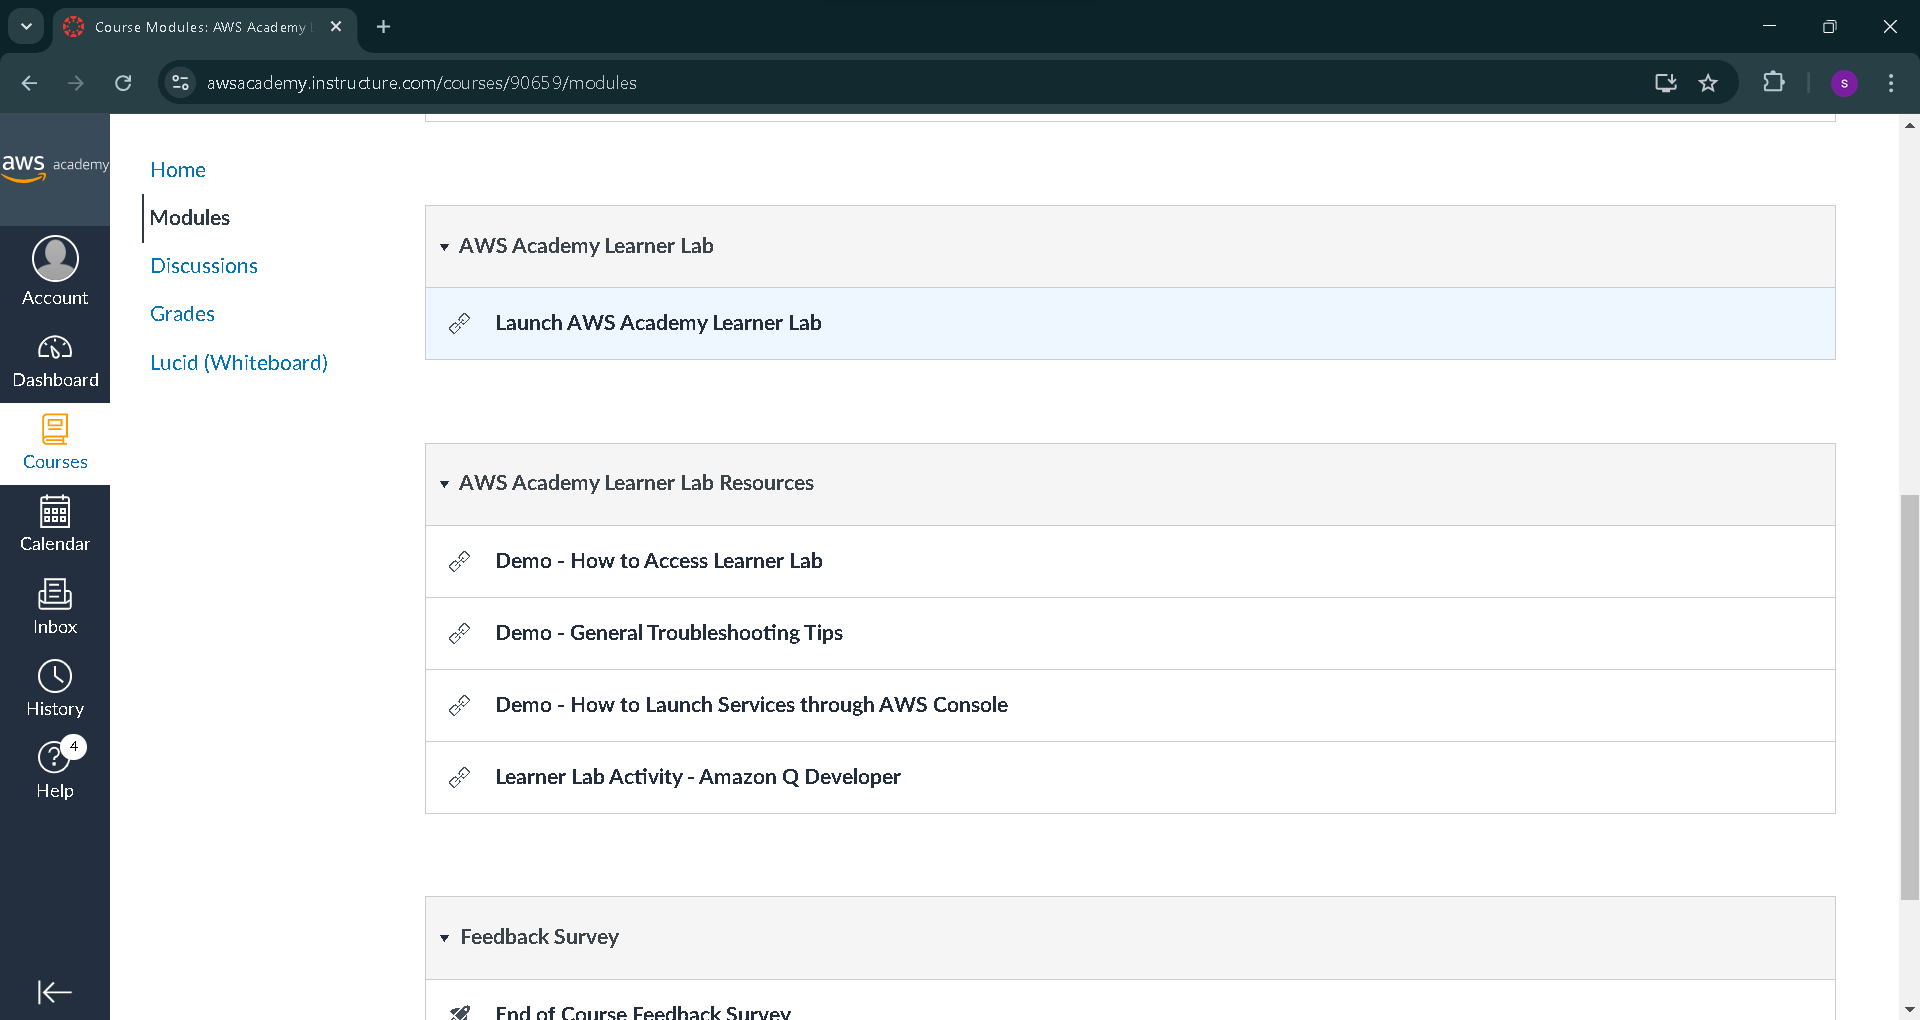 Course Modules: AWS Academy
awsacademy.instructure.com/courses/90659/modules
s
aws academy
Account
Dashboard
Courses
Calendar
Inbox
History
4
Help
Home
Modules
Discussions
Grades
Lucid (Whiteboard)
AWS Academy Learner Lab
Launch AWS Academy Learner Lab
AWS Academy Learner Lab Resources
Demo - How to Access Learner Lab
Demo - General Troubleshooting Tips
Demo - How to Launch Services through AWS Console
Learner Lab Activity - Amazon Q Developer
Feedback Survey
End of Course Feedback Survey